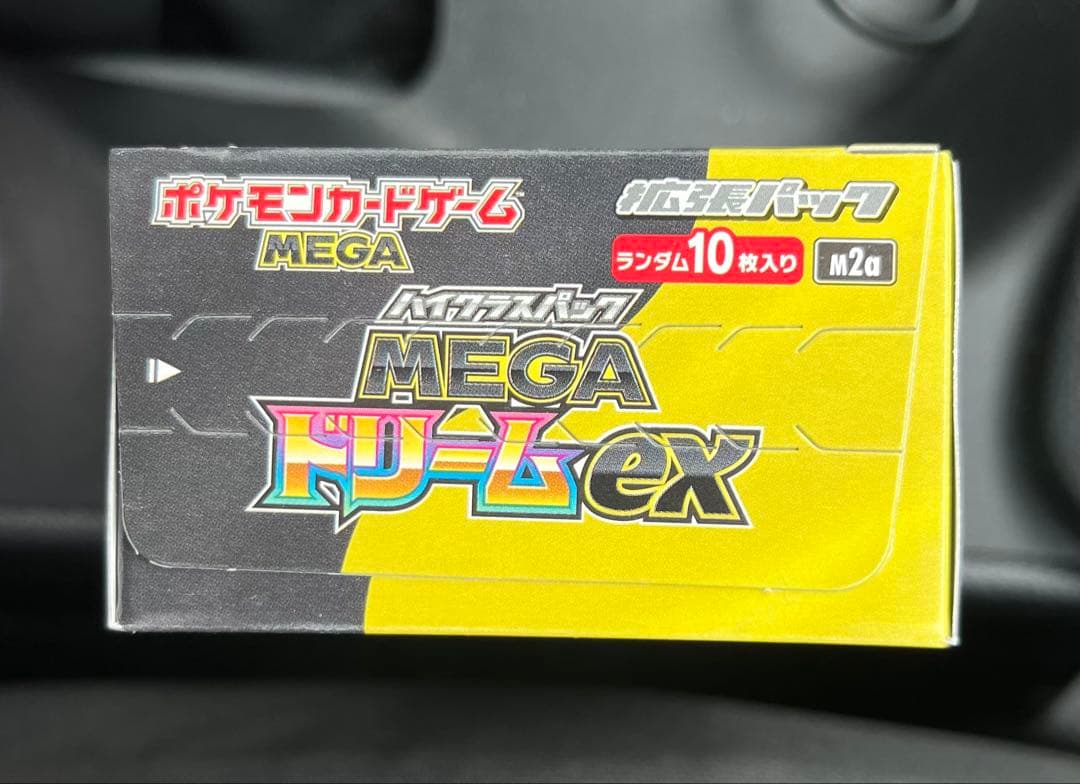 ポケモンカードゲーム
MEGA
拡張パック
ランダム10枚入り
M2a
ハイクラスパック
MEGA
ドリームex